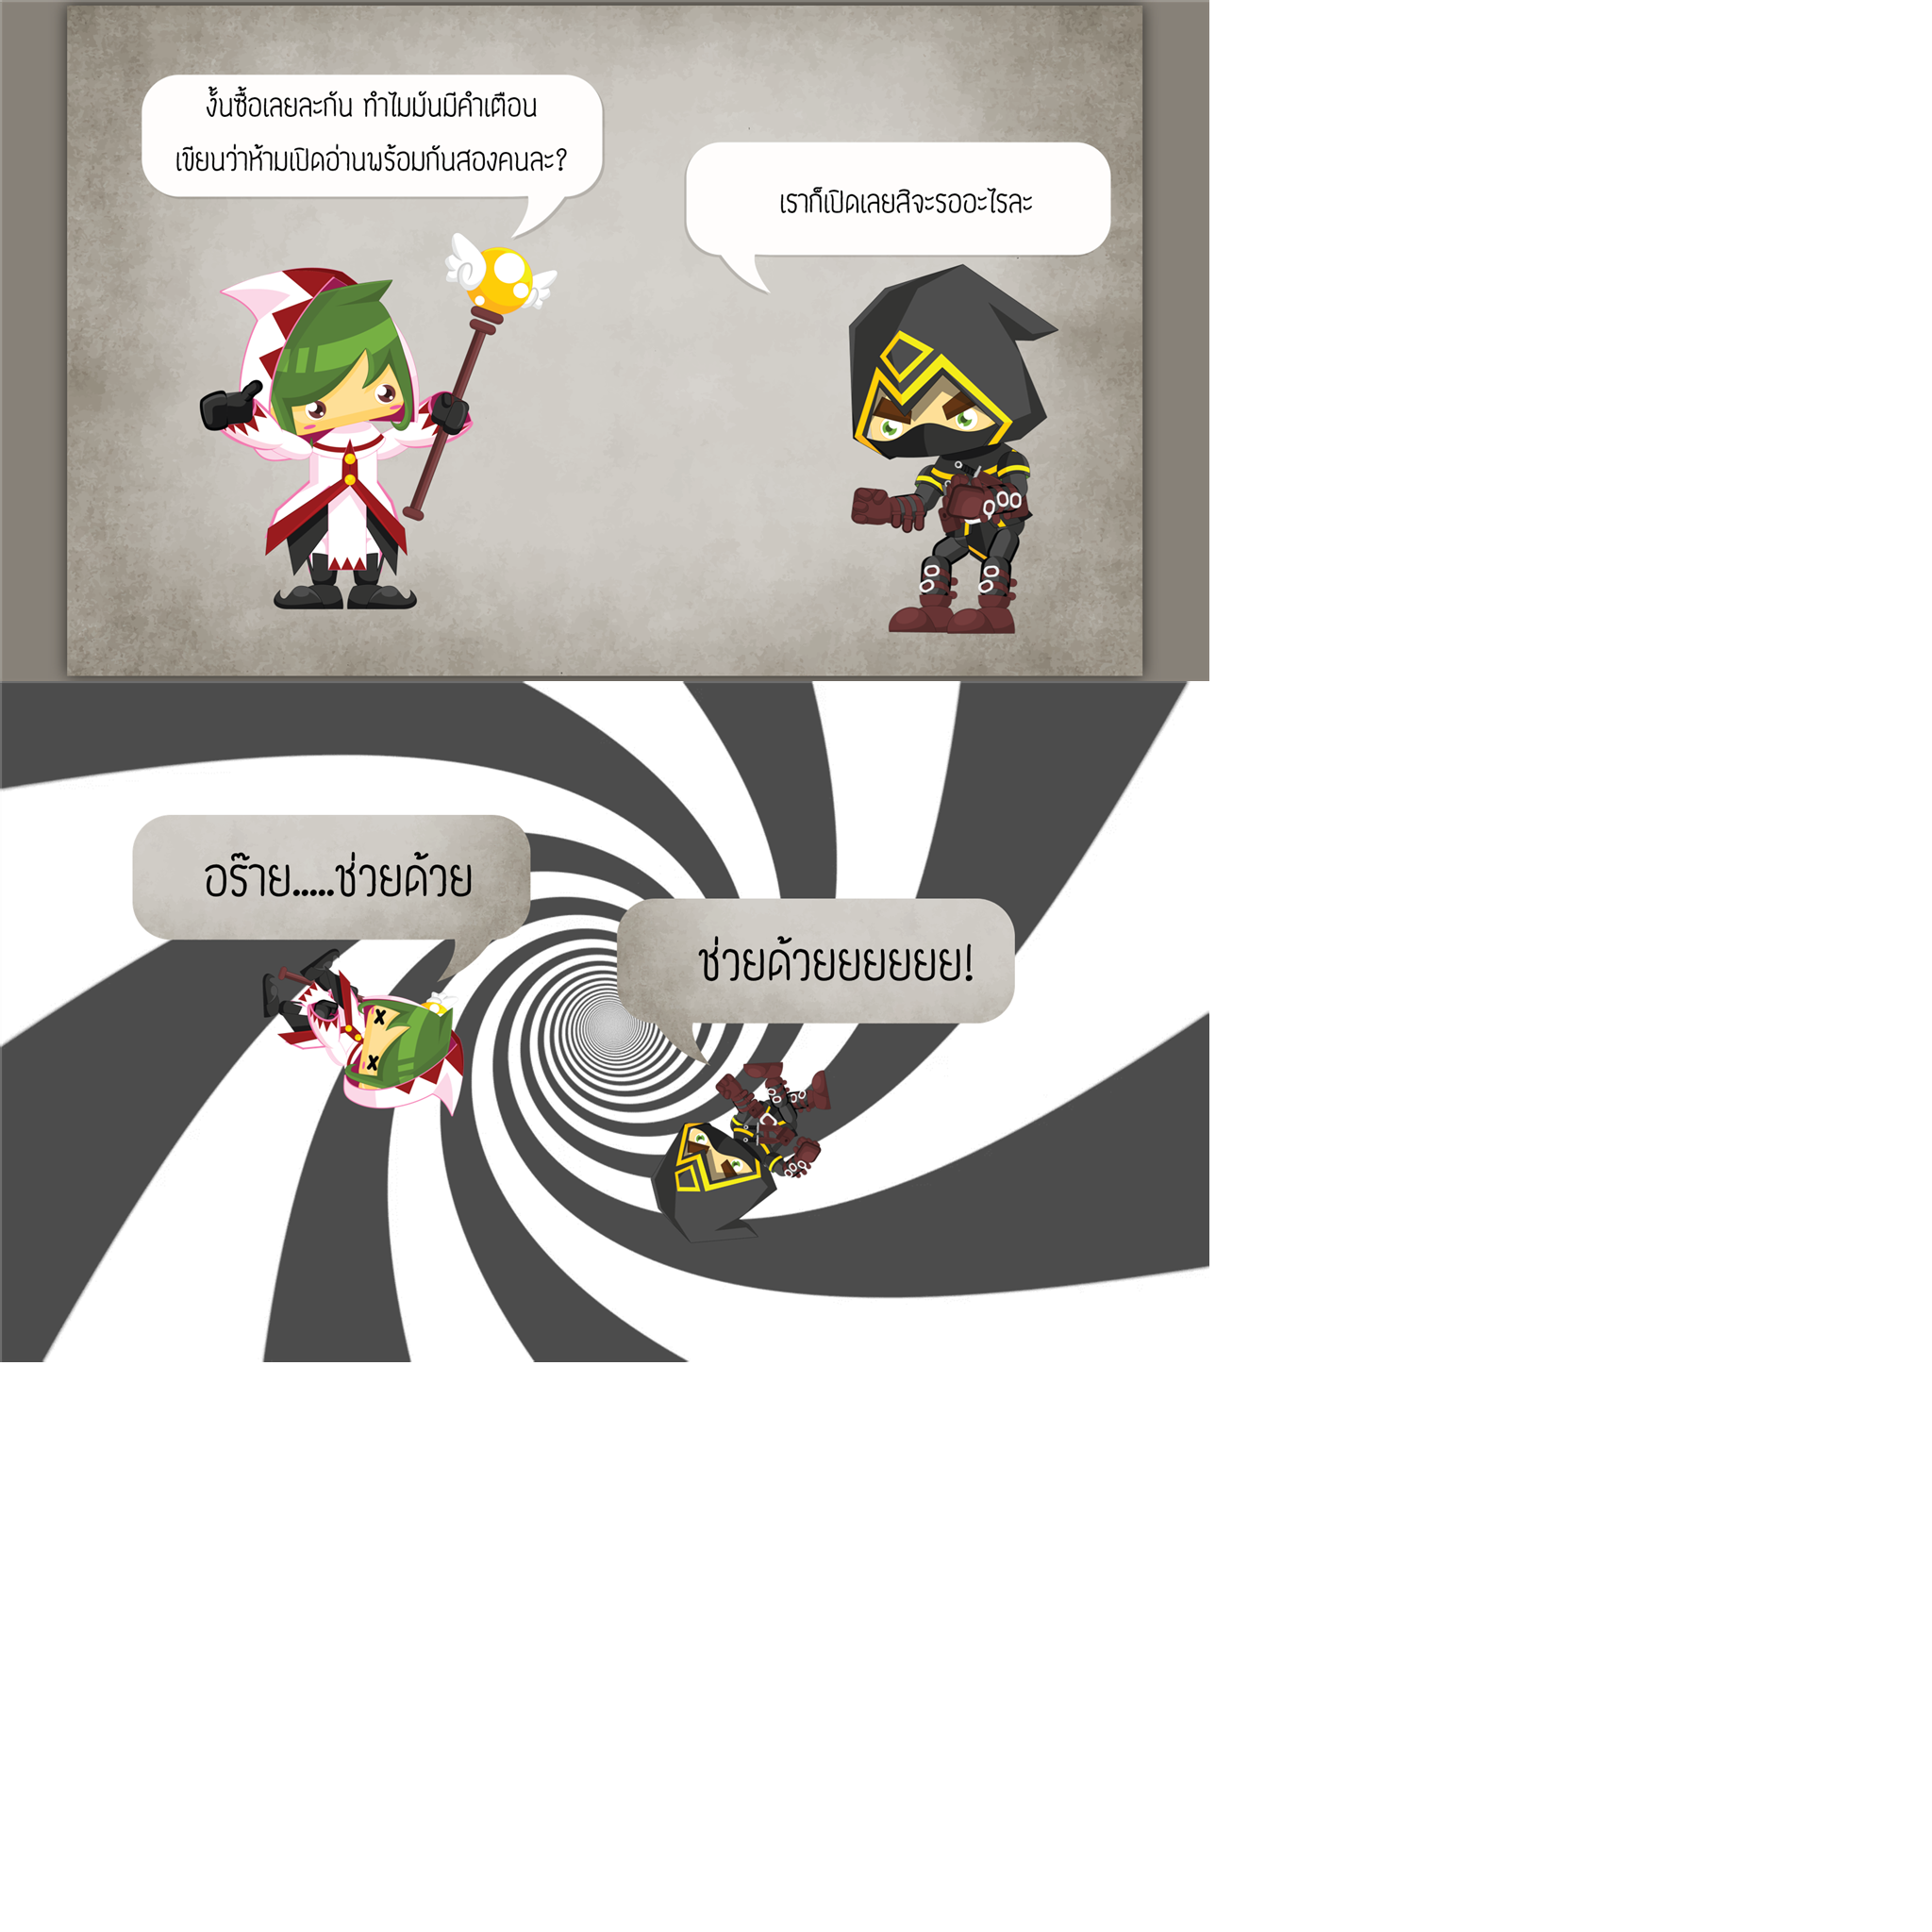 งั้นซื้อเลยละกัน ทำไมมันมีคำเตือน
เขียนว่าห้ามเปิดอ่านพร้อมกันสองคนละ?
เราก็เปิดเลยสิจะรออะไรละ
อร๊าย.....ช่วยด้วย
ช่วยด้วยยยยยย!